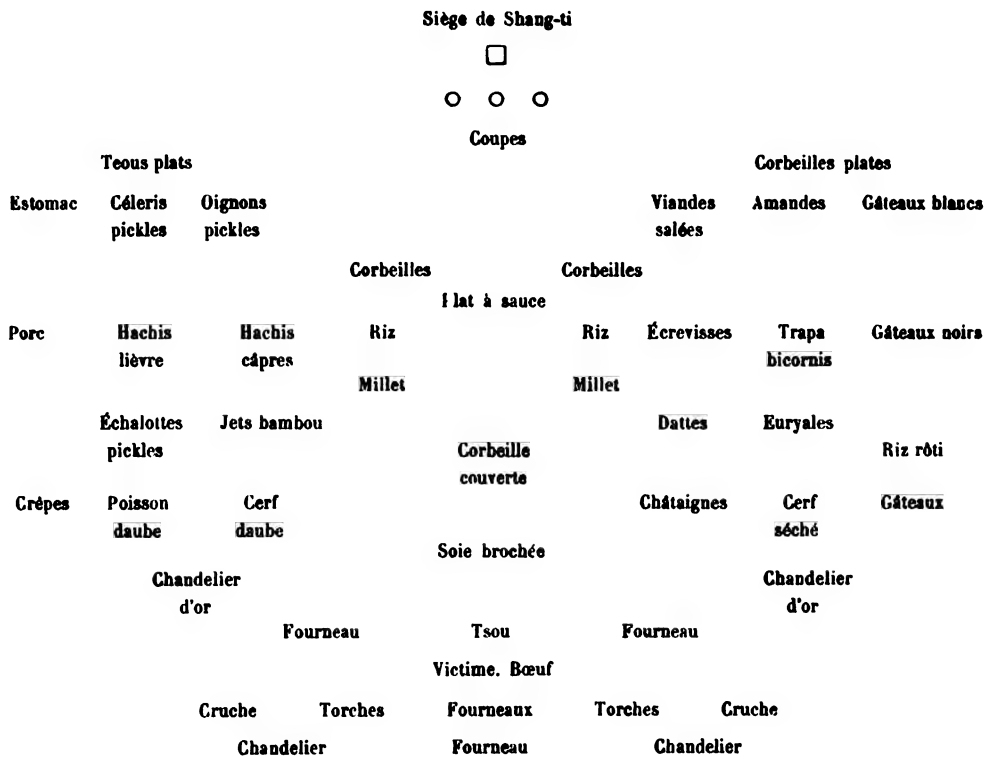 Siège de Shang-ti
Coupes
Teous plats Corbeilles plates
Estomac Céleris Oignons Viandes Amandes Gâteaux blancs
pickles pickles salées
Corbeilles Corbeilles
lat à sauce
Porc Hachis Hachis Riz Riz Écrevisses Trapa Gâteaux noirs
lièvre câpres bicornis
Millet Millet
Échalottes Jets bambou Dattes Euryales
pickles Corbeille Riz rôti
couverte
Crêpes Poisson Cerf Châtaignes Cerf Gâteaux
daube daube séché
Soie brochée
Chandelier Chandelier
d'or d'or
Fourneau Tsou Fourneau
Victime. Bœuf
Cruche Torches Fourneaux Torches Cruche
Chandelier Fourneau Chandelier